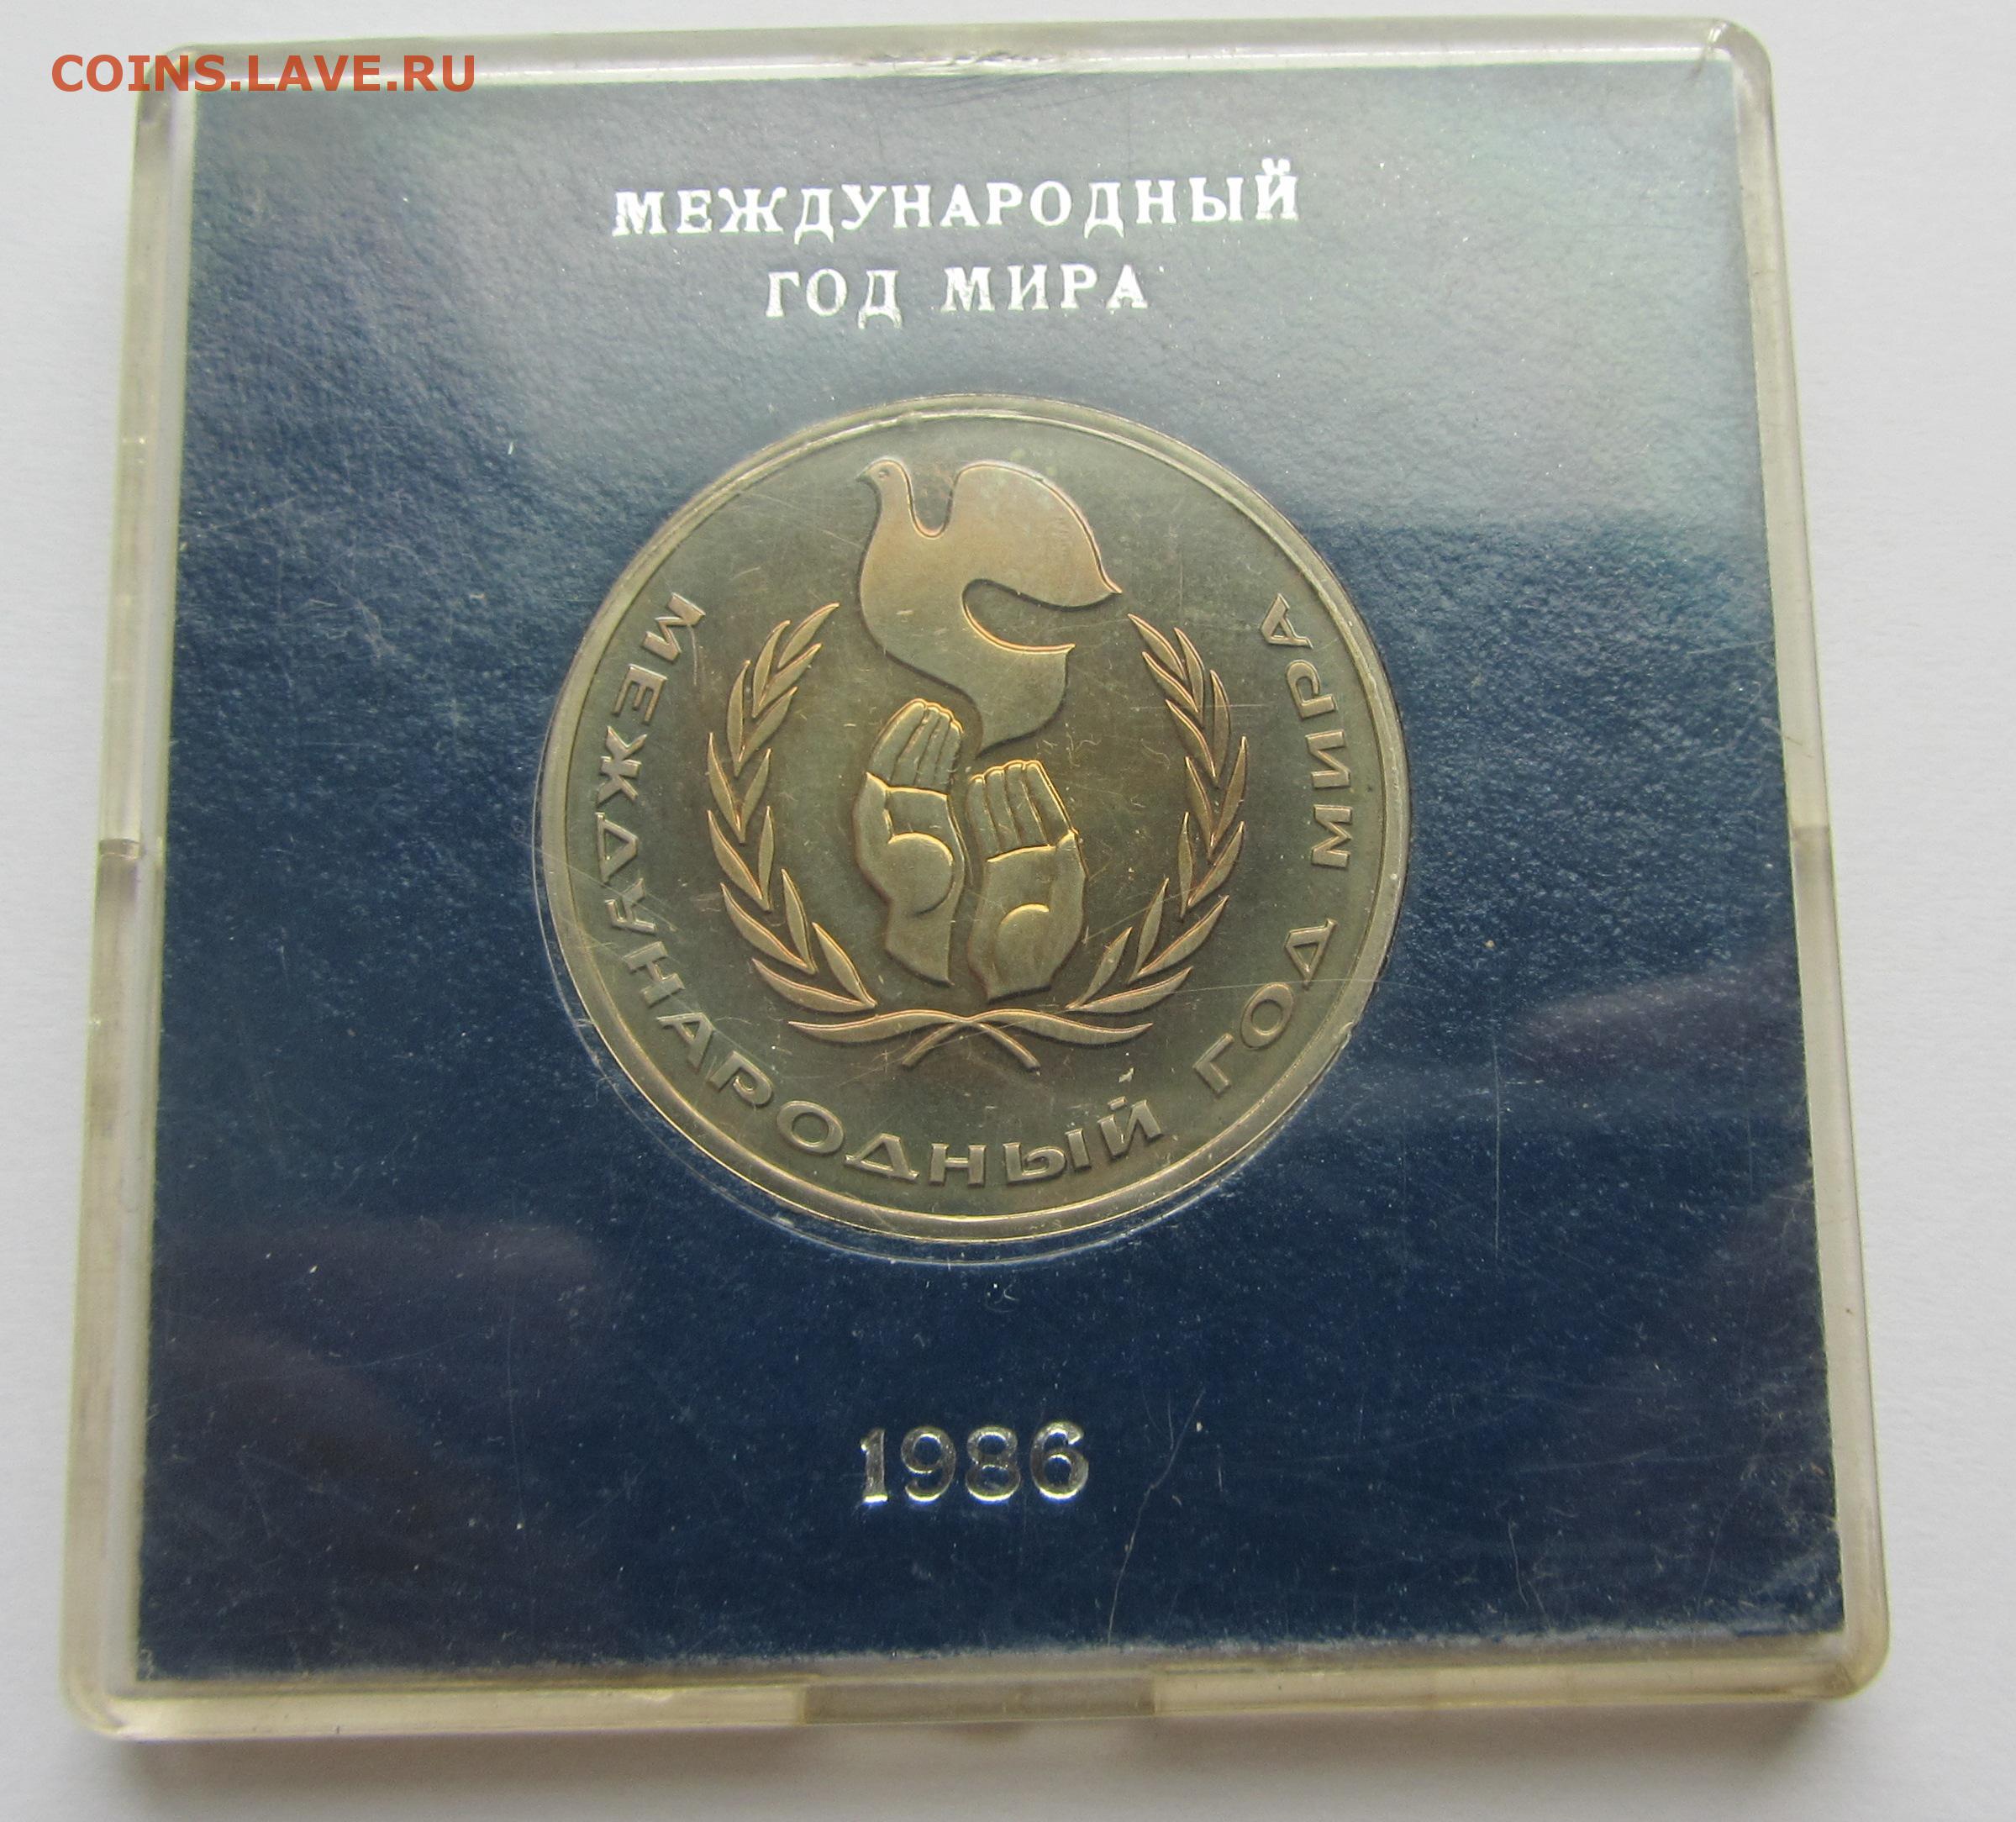 COINS.LAVE.RU
МЕЖДУНАРОДНЫЙ
ГОД МИРА
МЕЖДУНАРОДНЫЙ ГОД МИРА
1986